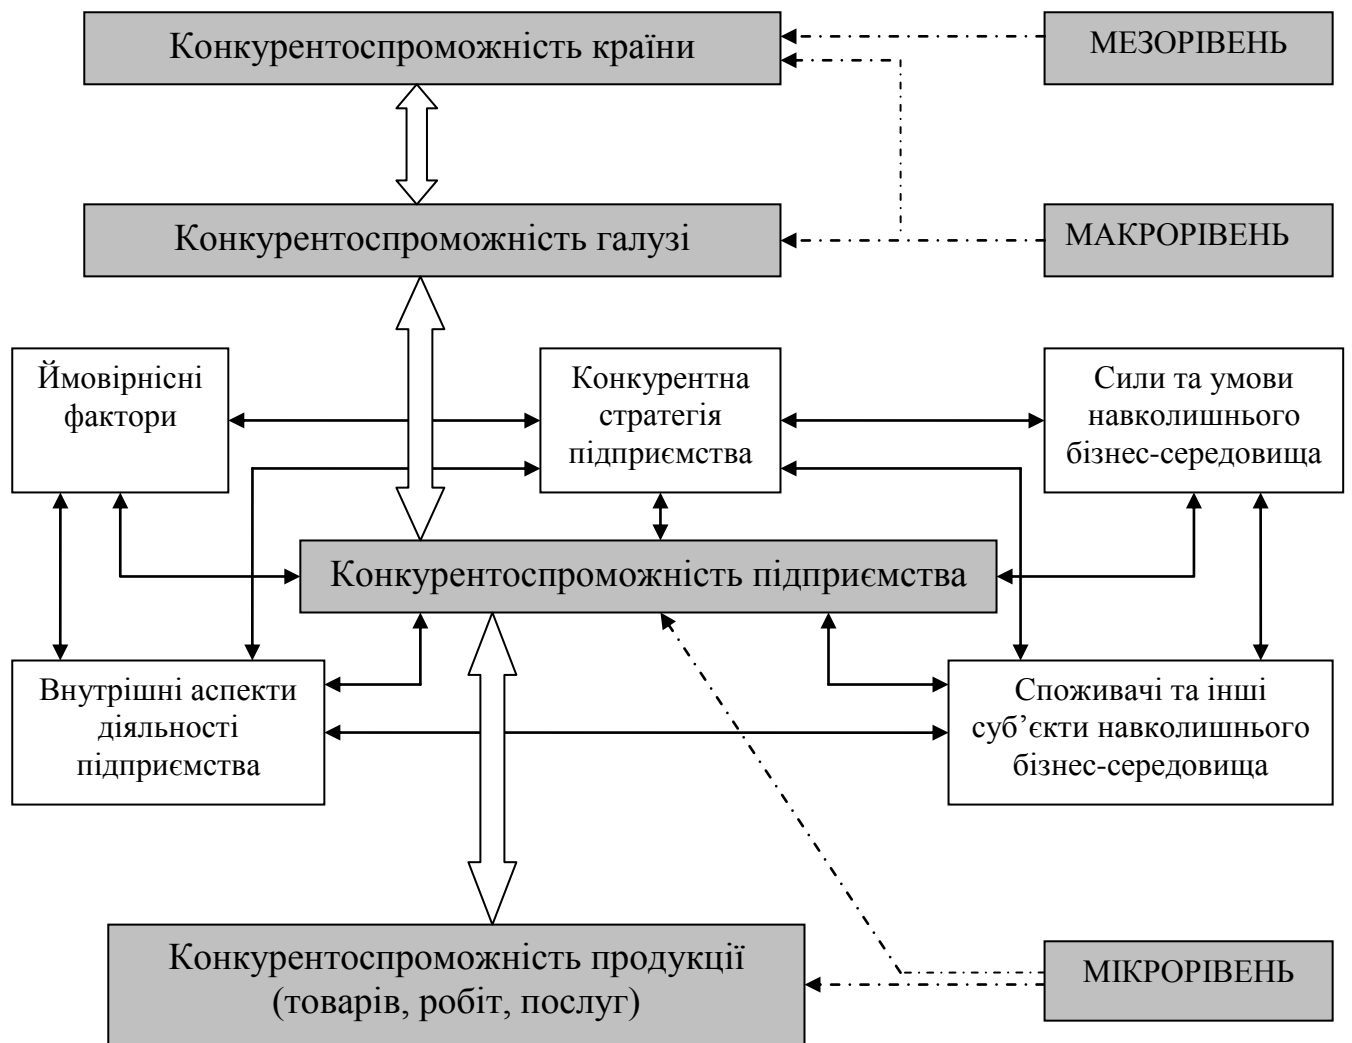 Конкурентоспроможність країни
МЕЗОРІВЕНЬ
Конкурентоспроможність галузі
МАКРОРІВЕНЬ
Ймовірнісні
фактори
Конкурентна
стратегія
підприємства
Сили та умови
навколишнього
бізнес-середовища
Конкурентоспроможність підприємства
Внутрішні аспекти
діяльності
підприємства
Споживачі та інші
суб’єкти навколишнього
бізнес-середовища
Конкурентоспроможність продукції
(товарів, робіт, послуг)
МІКРОРІВЕНЬ